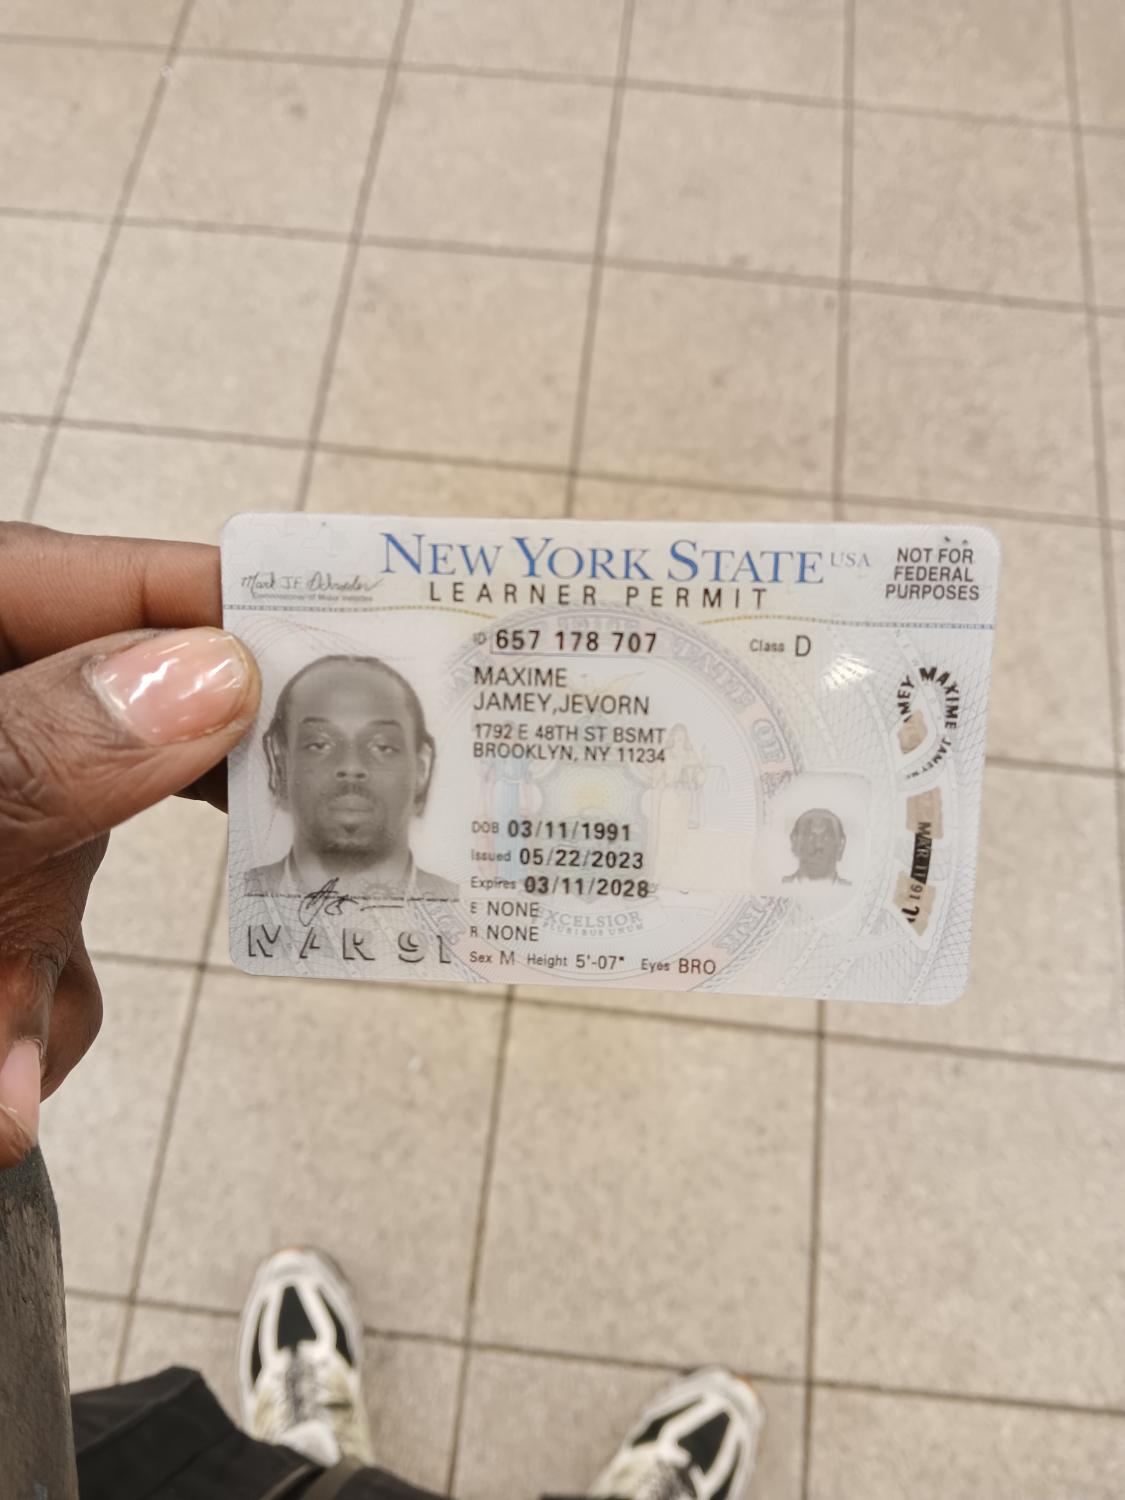 NEW YORK STATE USA
LEARNER PERMIT
NOT FOR
FEDERAL
PURPOSES
ID 657 178 707
Class D
MAXIME
JAMEY,JEVORN
1792 E 48TH ST BSMT
BROOKLYN, NY 11234
DOB 03/11/1991
Issued 05/22/2023
Expires 03/11/2028
E NONE
R NONE
Sex M Height 5'-07" Eyes BRO
MAR 91
EXCELSIOR
MAXIME JAMEY